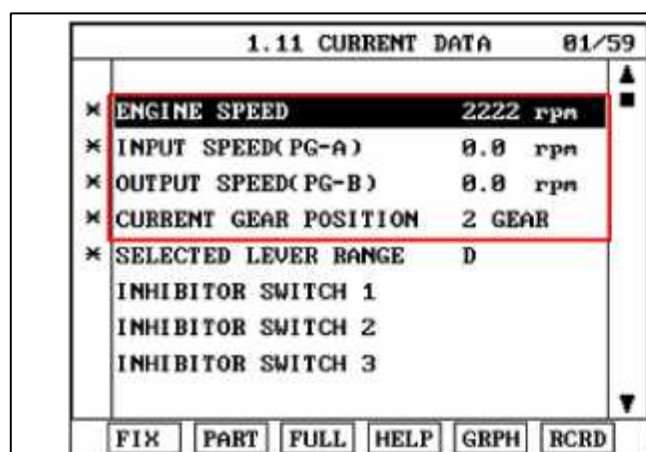 1.11 CURRENT DATA 01/59
* ENGINE SPEED 2222 rpm
* INPUT SPEED(PG-A) 0.0 rpm
* OUTPUT SPEED(PG-B) 0.0 rpm
* CURRENT GEAR POSITION 2 GEAR
* SELECTED LEVER RANGE D
INHIBITOR SWITCH 1
INHIBITOR SWITCH 2
INHIBITOR SWITCH 3
FIX PART FULL HELP GRPH RCRD